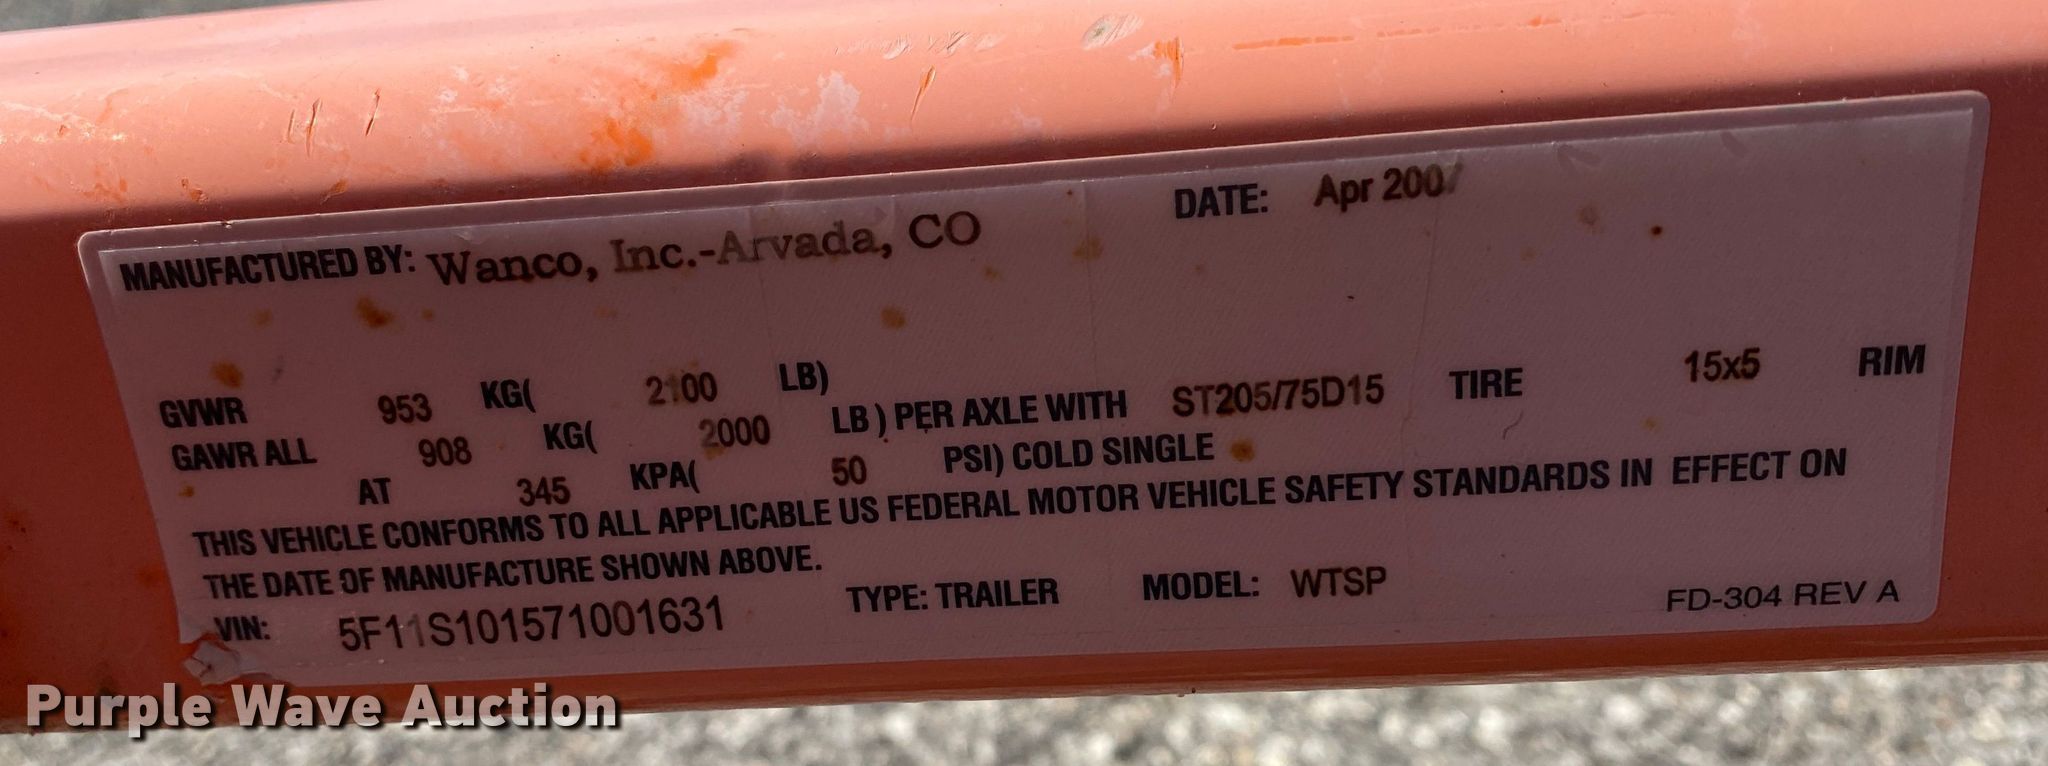 MANUFACTURED BY: Wanco, Inc.-Arvada, CO DATE: Apr 2007
GVWR 953 KG( 2100 LB)
GAWR ALL 908 KG( 2000 LB ) PER AXLE WITH ST205/75D15 TIRE 15x5 RIM
AT 345 KPA( 50 PSI) COLD SINGLE
THIS VEHICLE CONFORMS TO ALL APPLICABLE US FEDERAL MOTOR VEHICLE SAFETY STANDARDS IN EFFECT ON
THE DATE OF MANUFACTURE SHOWN ABOVE.
VIN: 5F11S101571001631 TYPE: TRAILER MODEL: WTSP FD-304 REV A
Purple Wave Auction